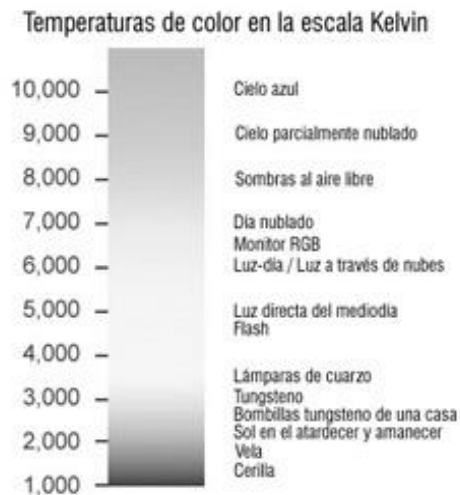 Temperaturas de color en la escala Kelvin
10,000 Cielo azul
9,000 Cielo parcialmente nublado
8,000 Sombras al aire libre
7,000 Día nublado
Monitor RGB
6,000 Luz-día / Luz a través de nubes
5,000 Luz directa del mediodía
Flash
4,000
Lámparas de cuarzo
3,000 Tungsteno
Bombillas tungsteno de una casa
2,000 Sol en el atardecer y amanecer
Vela
1,000 Cerilla